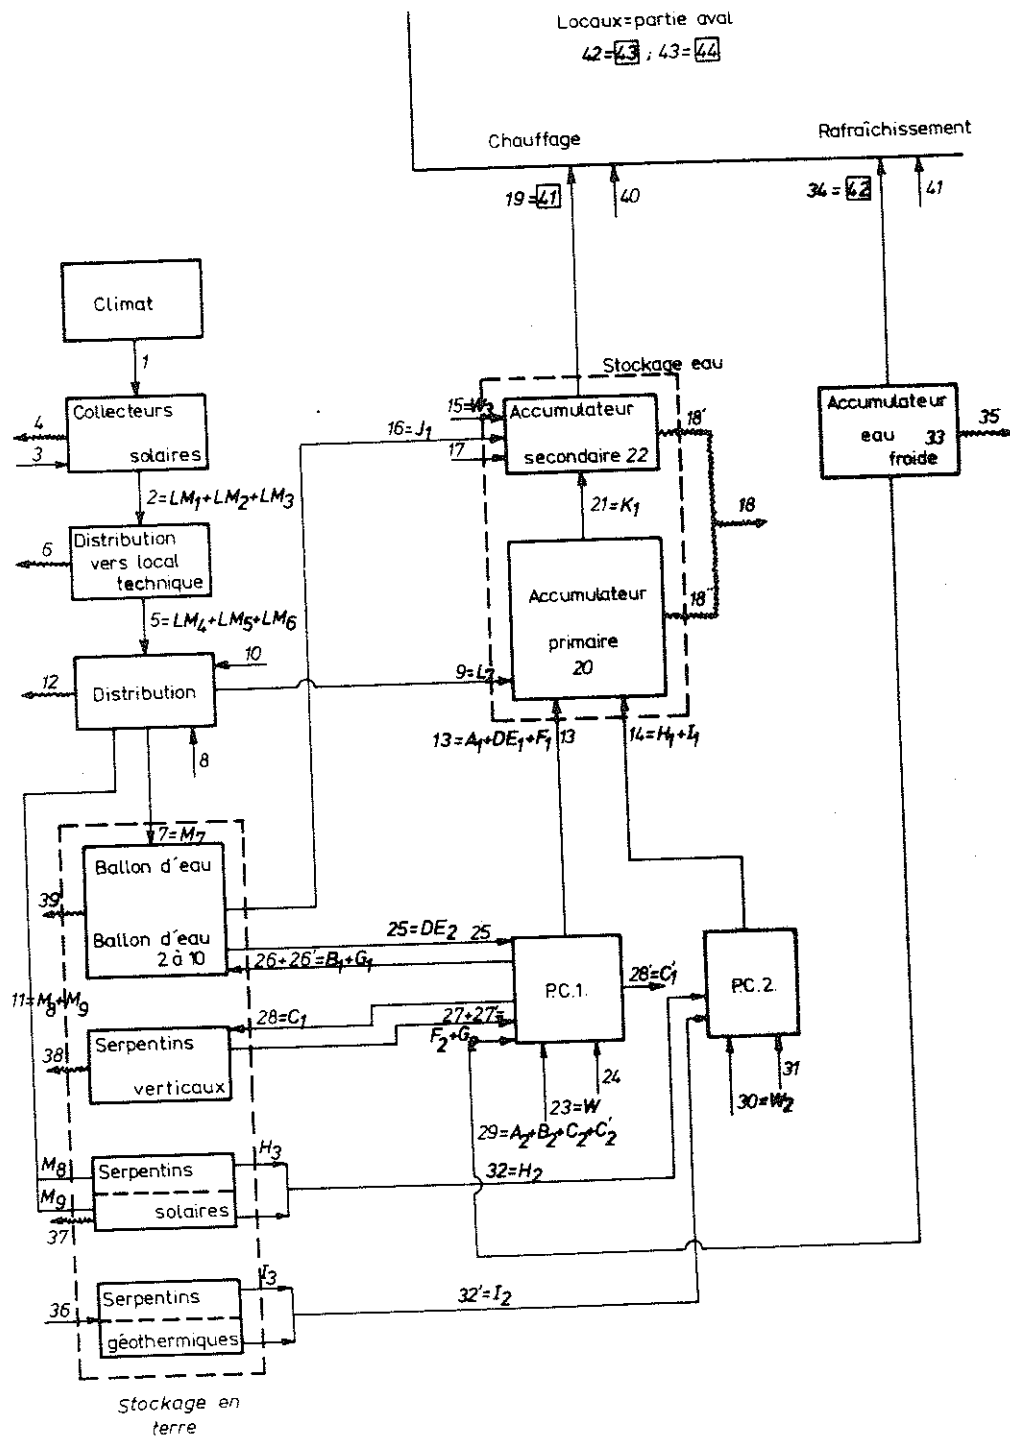 Locaux=partie aval
42=43 ; 43=44
Chauffage
Rafraîchissement
19=41
40
34=42
41
Climat
1
Stockage eau
Collecteurs
solaires
4
3
15=W3
16=J1
17
Accumulateur
secondaire 22
18'
Accumulateur
eau 33
froide
35
2=LM1+LM2+LM3
21=K1
18
Distribution
vers local
technique
6
Accumulateur
primaire
20
18''
5=LM4+LM5+LM6
10
12
Distribution
9=L7
8
13=A1+DE1+F1 13
14=H1+I1
7=M7
Ballon d'eau
39
Ballon d'eau
2 à 10
25=DE2 25
26+26'=B1+G1
P.C.1.
28'=C'1
P.C.2.
11=M8+M9
28=C1
27+27'=
F2+G2
Serpentins
verticaux
38
24
23=W
29=A2+B2+C2+C'2
31
30=W2
M8
H3
Serpentins
solaires
M9
37
32=H2
I3
36
Serpentins
géothermiques
32'=I2
Stockage en
terre